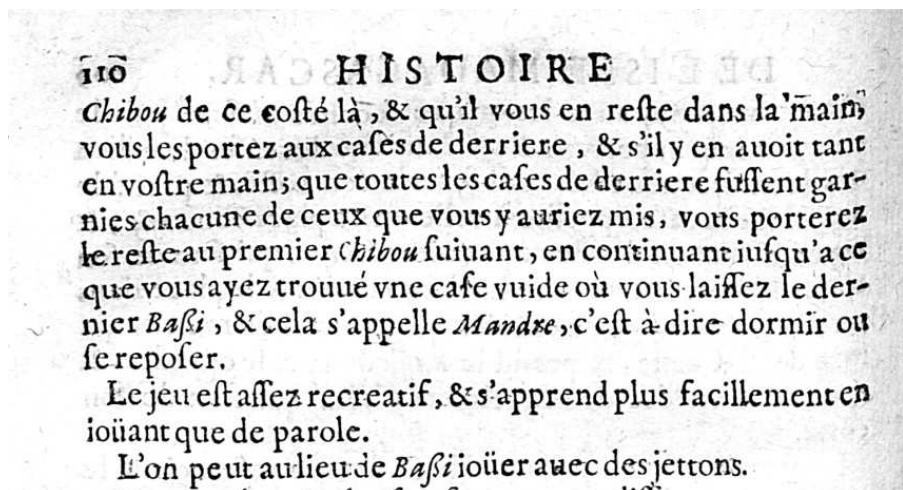 110 HISTOIRE
Chibou de ce costé là, & qu'il vous en reste dans la main,
vous les portez aux cases de derriere, & s'il y en auoit tant
en vostre main; que toutes les cases de derriere fussent gar-
nies chacune de ceux que vous y auriez mis, vous porterez
le reste au premier Chibou suiuant, en continuant iusqu'a ce
que vous ayez trouué vne case vuide où vous laissez le der-
nier Baßi, & cela s'appelle Mandre, c'est à dire dormir ou
se reposer.
Le jeu est assez recreatif, & s'apprend plus facillement en
ioüant que de parole.
L'on peut au lieu de Baßi ioüer auec des jettons.